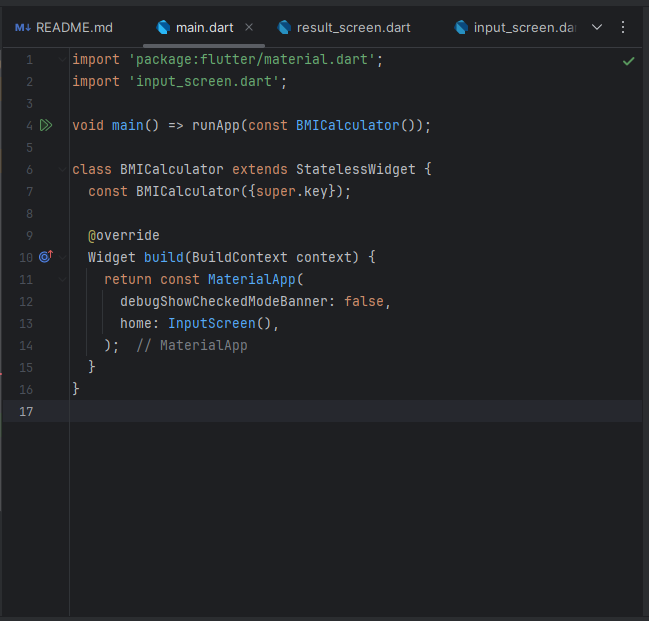 README.md main.dart result_screen.dart input_screen.da
1 import 'package:flutter/material.dart';
2 import 'input_screen.dart';
3
4 void main() => runApp(const BMICalculator());
5
6 class BMICalculator extends StatelessWidget {
7 const BMICalculator({super.key});
8
9 @override
10 Widget build(BuildContext context) {
11 return const MaterialApp(
12 debugShowCheckedModeBanner: false,
13 home: InputScreen(),
14 ); // MaterialApp
15 }
16 }
17